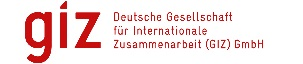 giz
Deutsche Gesellschaft
für Internationale
Zusammenarbeit (GIZ) GmbH